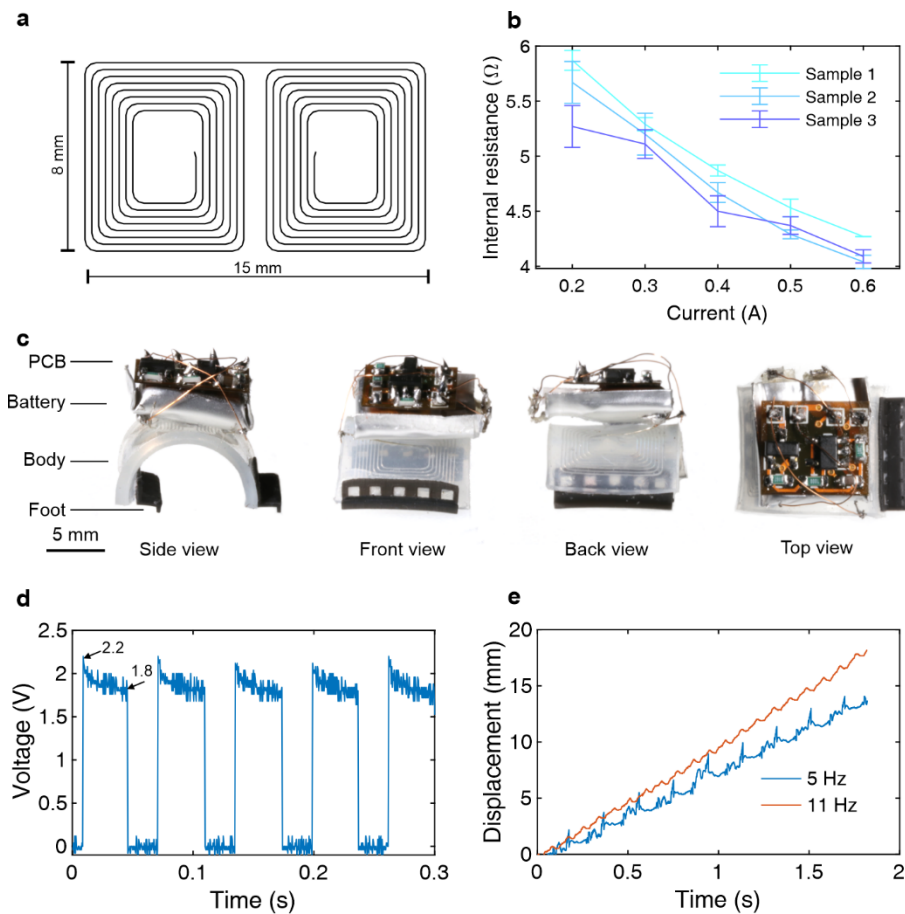 a
8 mm
15 mm
b
Internal resistance (Ω)
6
5.5
5
4.5
4
0.2 0.3 0.4 0.5 0.6
Current (A)
Sample 1
Sample 2
Sample 3
c
PCB
Battery
Body
Foot
5 mm
Side view
Front view
Back view
Top view
d
Voltage (V)
2.5
2
1.5
1
0.5
0
2.2
1.8
0 0.1 0.2 0.3
Time (s)
e
Displacement (mm)
20
15
10
5
0
0 0.5 1 1.5 2
Time (s)
5 Hz
11 Hz